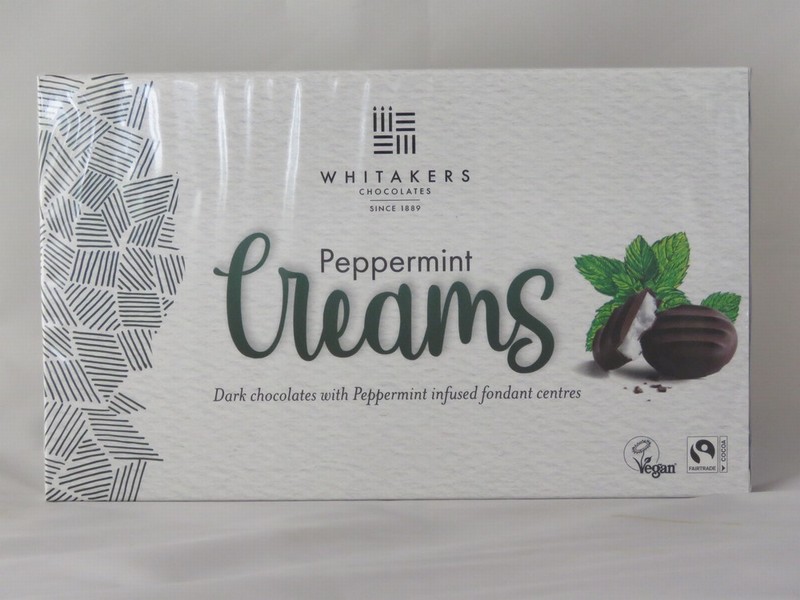 WHITAKERS
CHOCOLATES
SINCE 1889
Peppermint
Creams
Dark chocolates with Peppermint infused fondant centres
Vegan
FAIRTRADE
COCOA